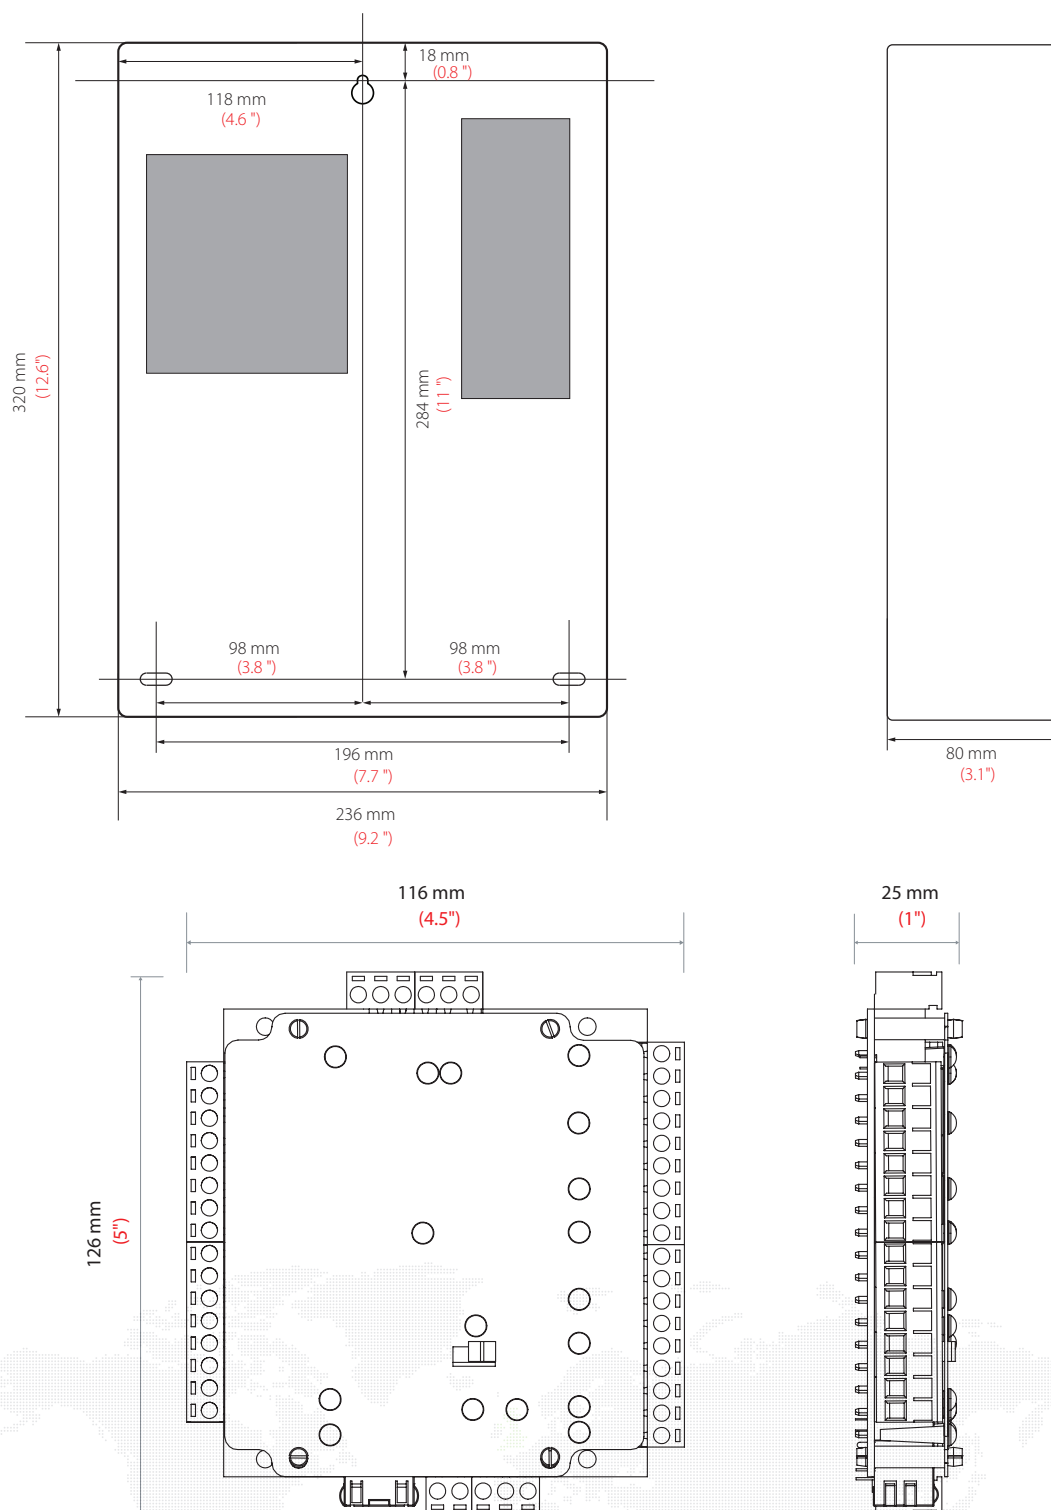 18 mm
(0.8 ")
118 mm
(4.6 ")
320 mm
(12.6")
284 mm
(11 ")
98 mm
(3.8 ")
98 mm
(3.8 ")
196 mm
(7.7 ")
236 mm
(9.2 ")
80 mm
(3.1")
116 mm
(4.5")
25 mm
(1")
126 mm
(5")